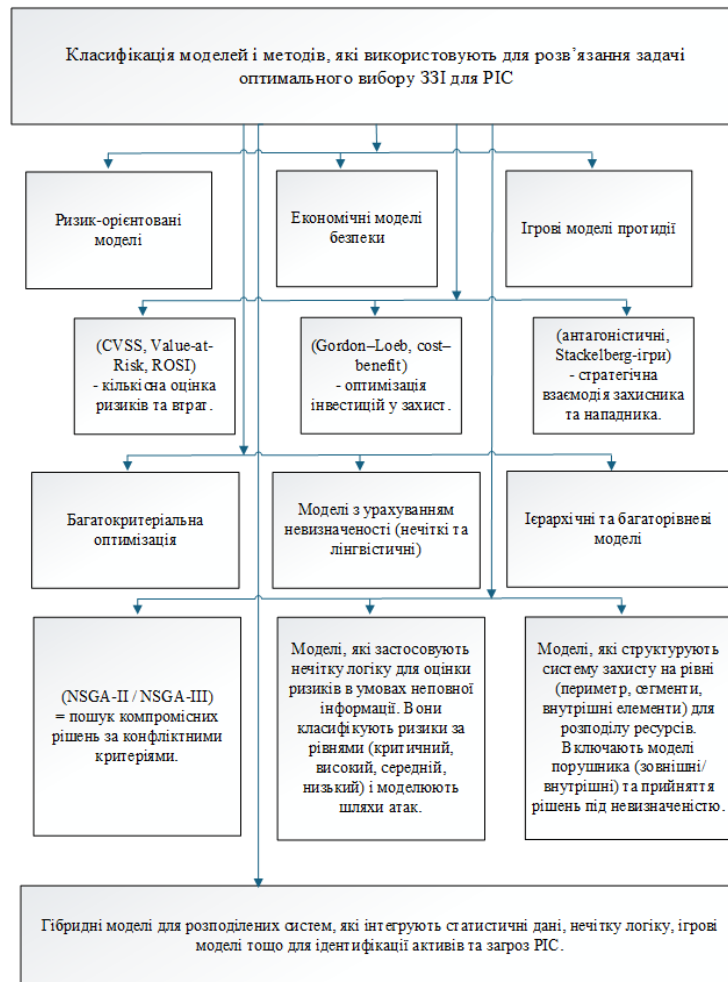 Класифікація моделей і методів, які використовують для розв’язання задачі
оптимального вибору ЗЗІ для РІС
Ризик-орієнтовані
моделі
Економічні моделі
безпеки
Ігрові моделі протидії
(CVSS, Value-at-
Risk, ROSI)
- кількісна оцінка
ризиків та втрат.
(Gordon–Loeb, cost–
benefit)
- оптимізація
інвестицій у захист.
(антагоністичні,
Stackelberg-ігри)
- стратегічна
взаємодія захисника
та нападника.
Багатокритеріальна
оптимізація
Моделі з урахуванням
невизначеності (нечіткі та
лінгвістичні)
Ієрархічні та багаторівневі
моделі
(NSGA-II / NSGA-III)
= пошук компромісних
рішень за конфліктними
критеріями.
Моделі, які застосовують
нечітку логіку для оцінки
ризиків в умовах неповної
інформації. Вони
класифікують ризики за
рівнями (критичний,
високий, середній,
низький) і моделюють
шляхи атак.
Моделі, які структурують
систему захисту на рівні
(периметр, сегменти,
внутрішні елементи) для
розподілу ресурсів.
Включають моделі
порушника (зовнішні/
внутрішні) та прийняття
рішень під невизначеністю.
Гібридні моделі для розподілених систем, які інтегрують статистичні дані, нечітку логіку, ігрові
моделі тощо для ідентифікації активів та загроз РІС.